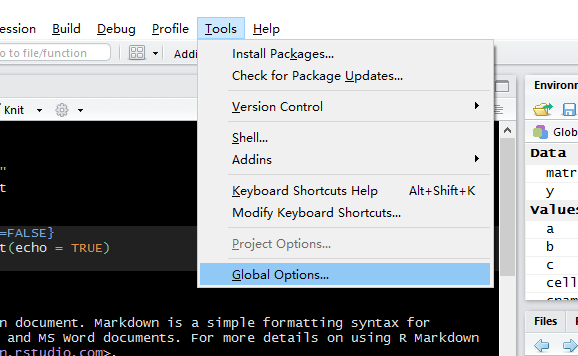 ession Build Debug Profile Tools Help
o to file/function Addi
Install Packages...
Check for Package Updates...
Version Control
Shell...
Addins
Keyboard Shortcuts Help Alt+Shift+K
Modify Keyboard Shortcuts...
Project Options...
Global Options...
Knit
"
t
=FALSE}
t(echo = TRUE)
n document. Markdown is a simple formatting syntax for
and MS Word documents. For more details on using R Markdown
n.rstudio.com>.
Environ
Glob
Data
matr
y
Values
a
b
c
cname
Files